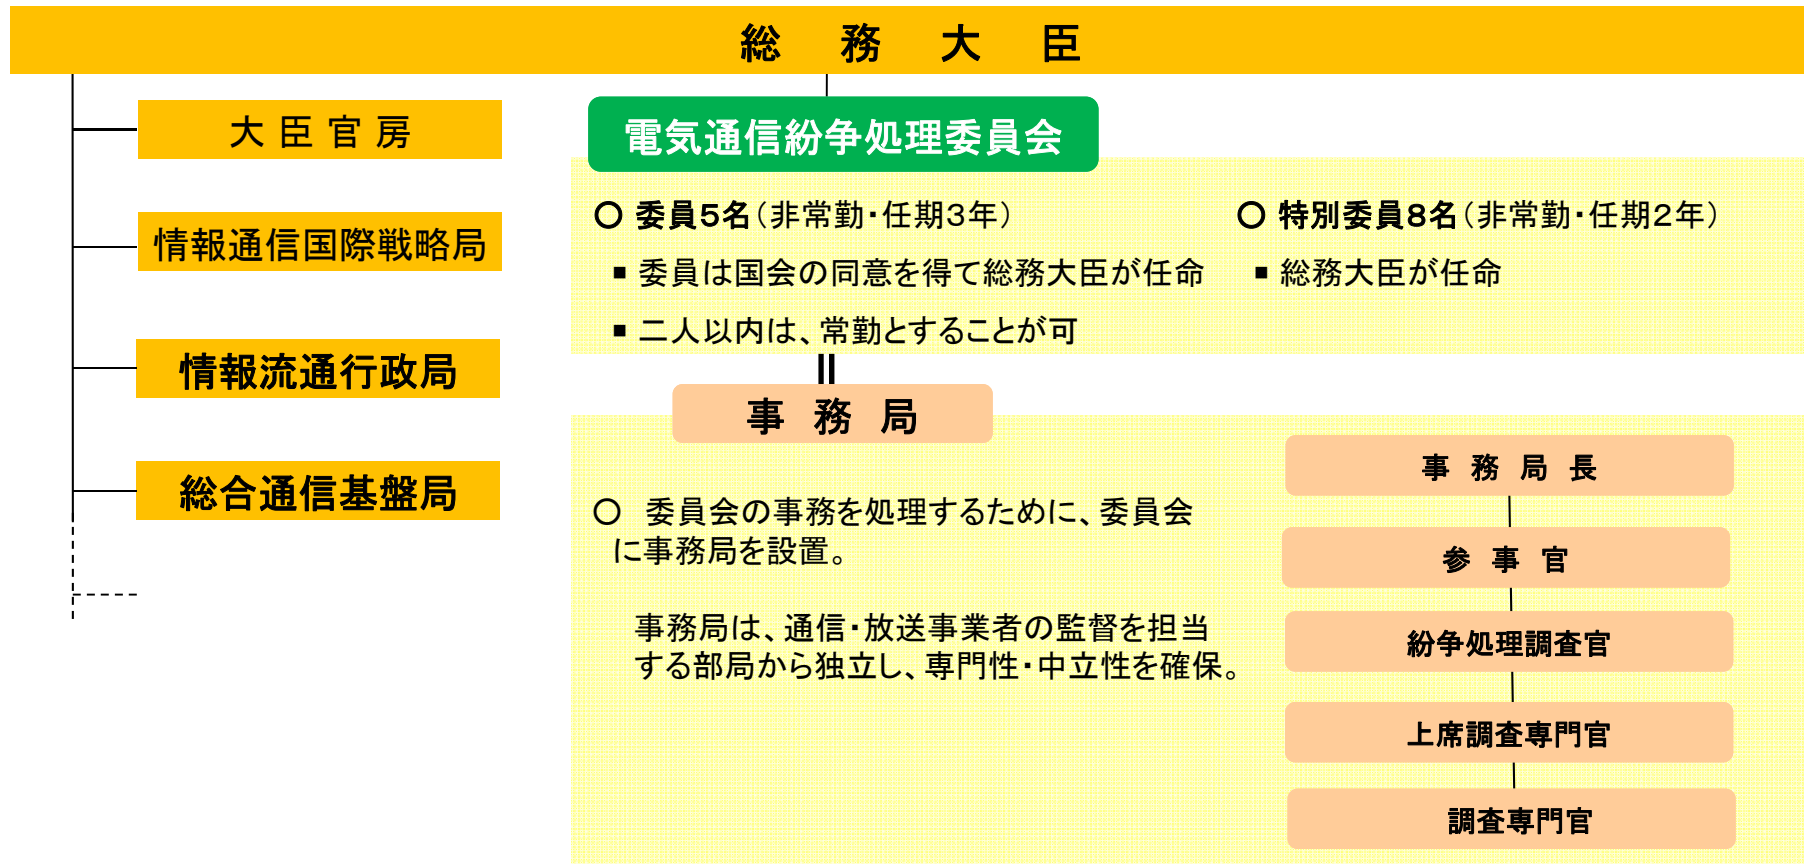 総 務 大 臣
大 臣 官 房
情報通信国際戦略局
情報流通行政局
総合通信基盤局
電気通信紛争処理委員会
○ 委員5名(非常勤・任期3年)
■ 委員は国会の同意を得て総務大臣が任命
■ 二人以内は、常勤とすることが可
○ 特別委員8名(非常勤・任期2年)
■ 総務大臣が任命
事 務 局
○ 委員会の事務を処理するために、委員会
に事務局を設置。
事務局は、通信・放送事業者の監督を担当
する部局から独立し、専門性・中立性を確保。
事 務 局 長
参 事 官
紛争処理調査官
上席調査専門官
調査専門官